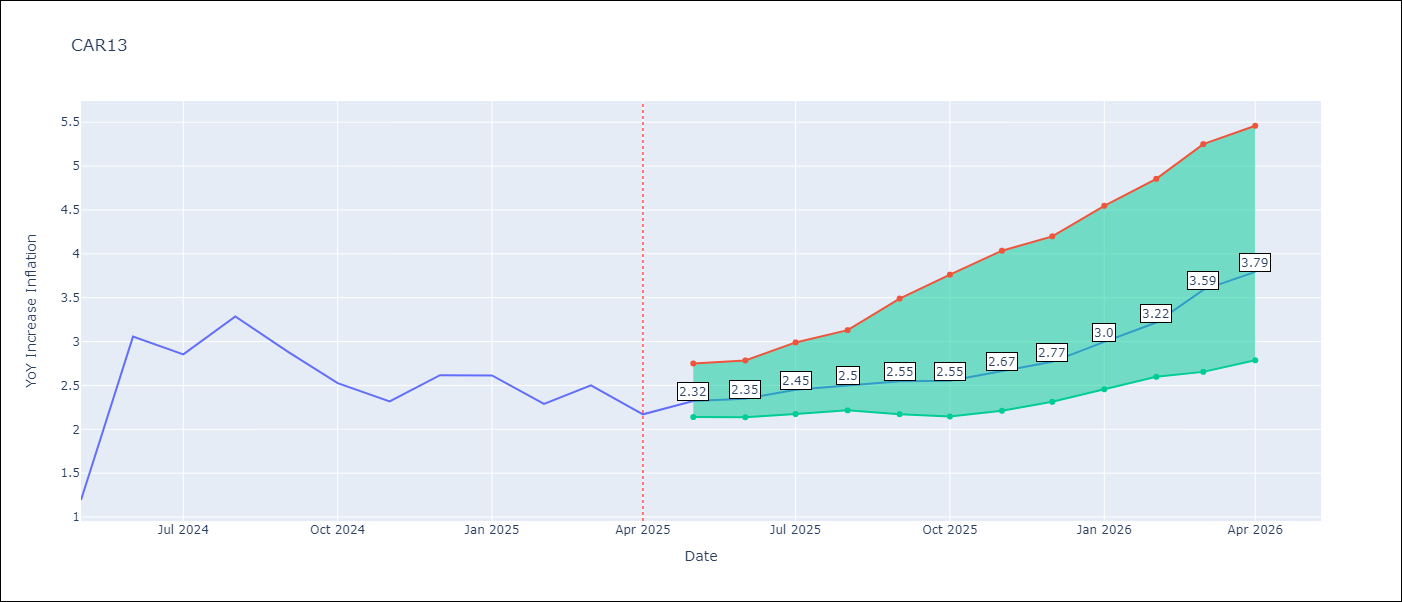 CAR13
YoY Increase Inflation
5.5
5
4.5
4
3.5
3
2.5
2
1.5
1
2.32
2.35
2.45
2.5
2.55
2.55
2.67
2.77
3.0
3.22
3.59
3.79
Jul 2024
Oct 2024
Jan 2025
Apr 2025
Jul 2025
Oct 2025
Jan 2026
Apr 2026
Date